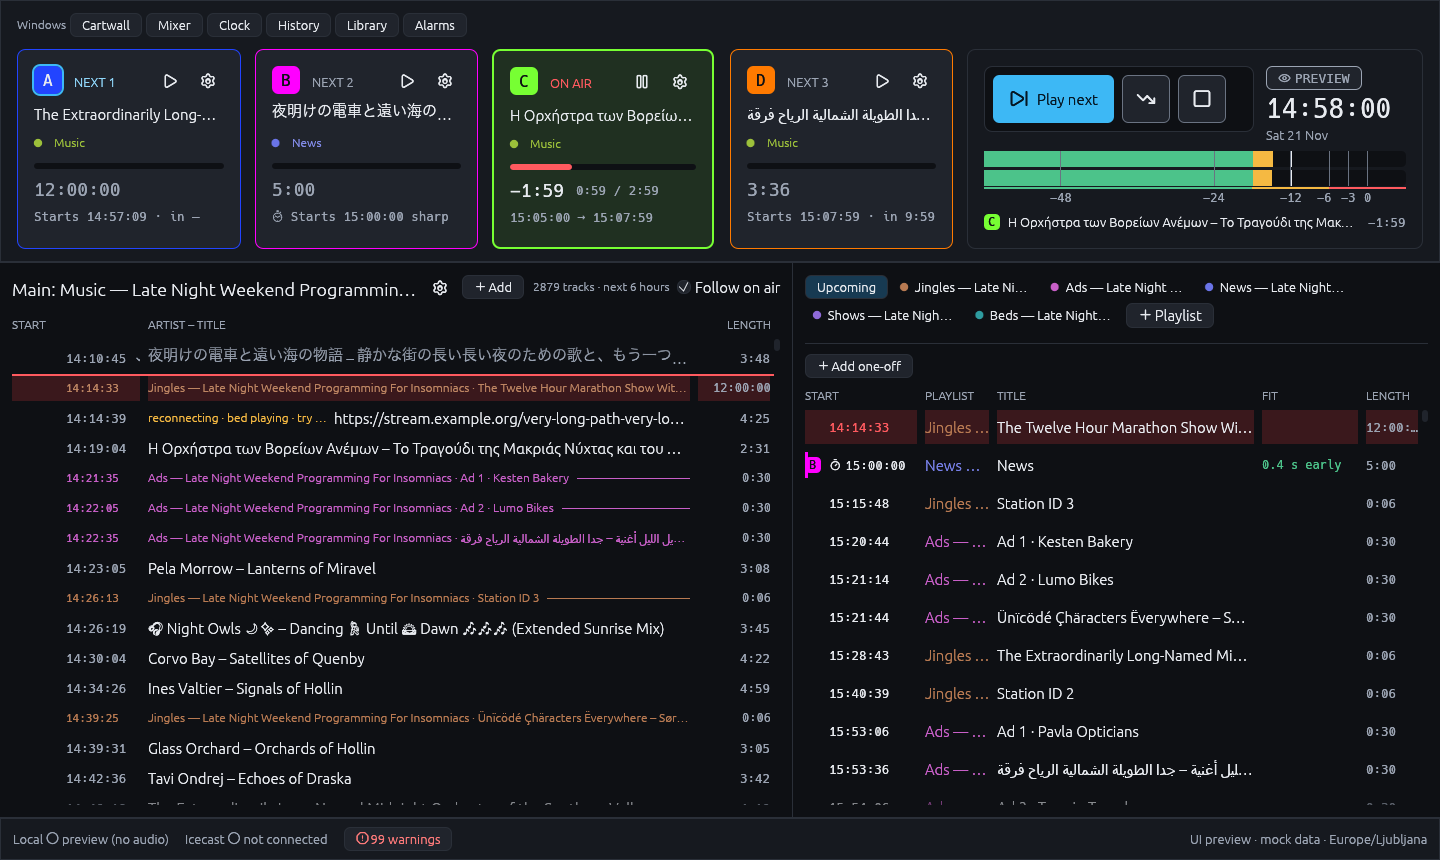 Windows Cartwall Mixer Clock History Library Alarms
A NEXT 1
The Extraordinarily Long-…
Music
12:00:00
Starts 14:57:09 · in —
B NEXT 2
夜明けの電車と遠い海の…
News
5:00
Starts 15:00:00 sharp
C ON AIR
Η Ορχήστρα των Βορείω…
Music
−1:59 0:59 / 2:59
15:05:00 → 15:07:59
D NEXT 3
جدا الطويلة الشمالية الرياح فرقة…
Music
3:36
Starts 15:07:59 · in 9:59
Play next
PREVIEW
14:58:00
Sat 21 Nov
−48 −24 −12 −6 −3 0
C Η Ορχήστρα των Βορείων Ανέμων – Το Τραγούδι της Μακ… −1:59
Main: Music — Late Night Weekend Programmin… + Add 2879 tracks · next 6 hours Follow on air
START ARTIST – TITLE LENGTH
14:10:45 夜明けの電車と遠い海の物語 – 静かな街の長い長い夜のための歌と、もう一つ… 3:48
14:14:33 Jingles — Late Night Weekend Programming For Insomniacs · The Twelve Hour Marathon Show Wit… 12:00:00
14:14:39 reconnecting · bed playing · try … https://stream.example.org/very-long-path-very-lo… 4:25
14:19:04 Η Ορχήστρα των Βορείων Ανέμων – Το Τραγούδι της Μακριάς Νύχτας και του … 2:31
14:21:35 Ads — Late Night Weekend Programming For Insomniacs · Ad 1 · Kesten Bakery 0:30
14:22:05 Ads — Late Night Weekend Programming For Insomniacs · Ad 2 · Lumo Bikes 0:30
14:22:35 Ads — Late Night Weekend Programming For Insomniacs · يل الليل أغنية – جدا الطويلة الشمالية الرياح فرقة… 0:30
14:23:05 Pela Morrow – Lanterns of Miravel 3:08
14:26:13 Jingles — Late Night Weekend Programming For Insomniacs · Station ID 3 0:06
14:26:19 🎧 Night Owls 🌙✨ – Dancing 💃 Until 🌅 Dawn 🎶🎶🎶 (Extended Sunrise Mix) 3:45
14:30:04 Corvo Bay – Satellites of Quenby 4:22
14:34:26 Ines Valtier – Signals of Hollin 4:59
14:39:25 Jingles — Late Night Weekend Programming For Insomniacs · Ünïcödé Çhäracters Ëverywhere – Sør… 0:06
14:39:31 Glass Orchard – Orchards of Hollin 3:05
14:42:36 Tavi Ondrej – Echoes of Draska 3:42
Upcoming Jingles — Late Ni… Ads — Late Night … News — Late Night…
Shows — Late Nigh… Beds — Late Night… + Playlist
+ Add one-off
START PLAYLIST TITLE FIT LENGTH
14:14:33 Jingles … The Twelve Hour Marathon Show Wi… 12:00:…
B 15:00:00 News … News 0.4 s early 5:00
15:15:48 Jingles … Station ID 3 0:06
15:20:44 Ads — … Ad 1 · Kesten Bakery 0:30
15:21:14 Ads — … Ad 2 · Lumo Bikes 0:30
15:21:44 Ads — … Ünïcödé Çhäracters Ëverywhere – S… 0:30
15:28:43 Jingles … The Extraordinarily Long-Named Mi… 0:06
15:40:39 Jingles … Station ID 2 0:06
15:53:06 Ads — … Ad 1 · Pavla Opticians 0:30
15:53:36 Ads — … لليل أغنية – جدا الطويلة الشمالية الرياح فرقة… 0:30
Local preview (no audio) Icecast not connected 99 warnings UI preview · mock data · Europe/Ljubljana